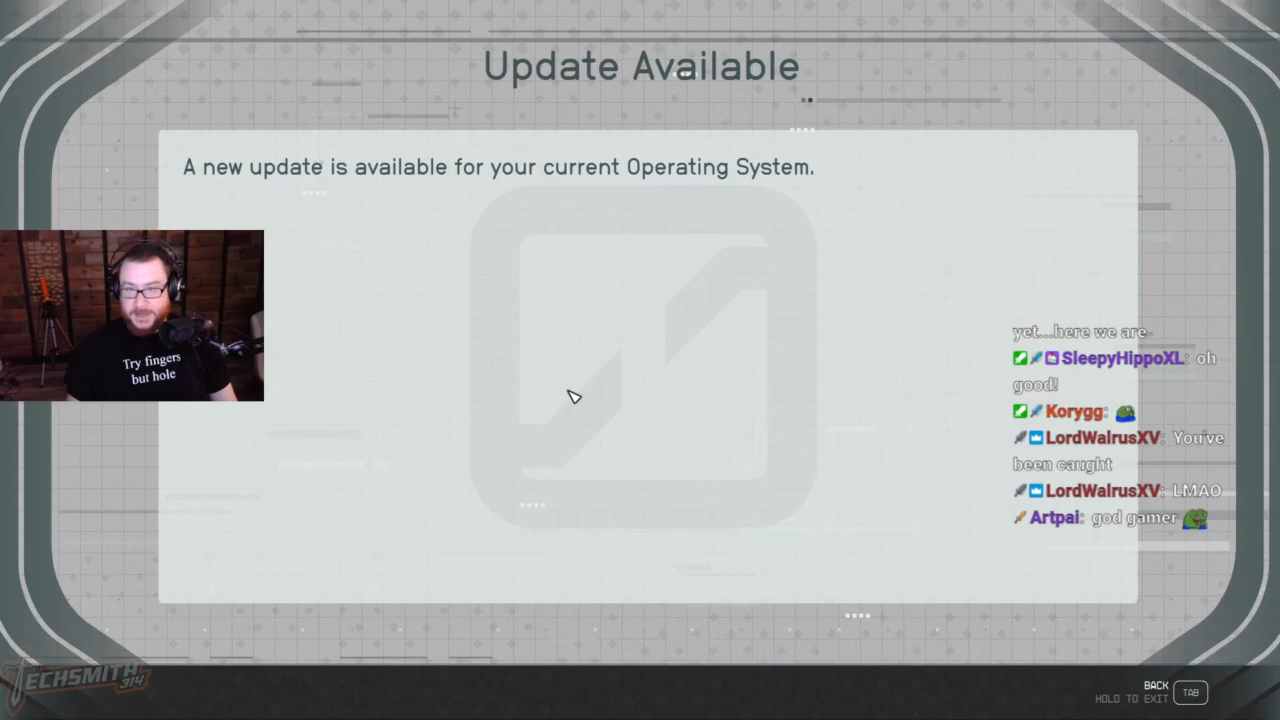 Update Available
A new update is available for your current Operating System.
Try fingers
but hole
yet...here we are
SleepyHippoXL: oh
good!
Korygg:
LordWalrusXV: You've
been caught
LordWalrusXV: LMAO
Artpai: god gamer
TECHSMITH
314
BACK
HOLD TO EXIT
TAB